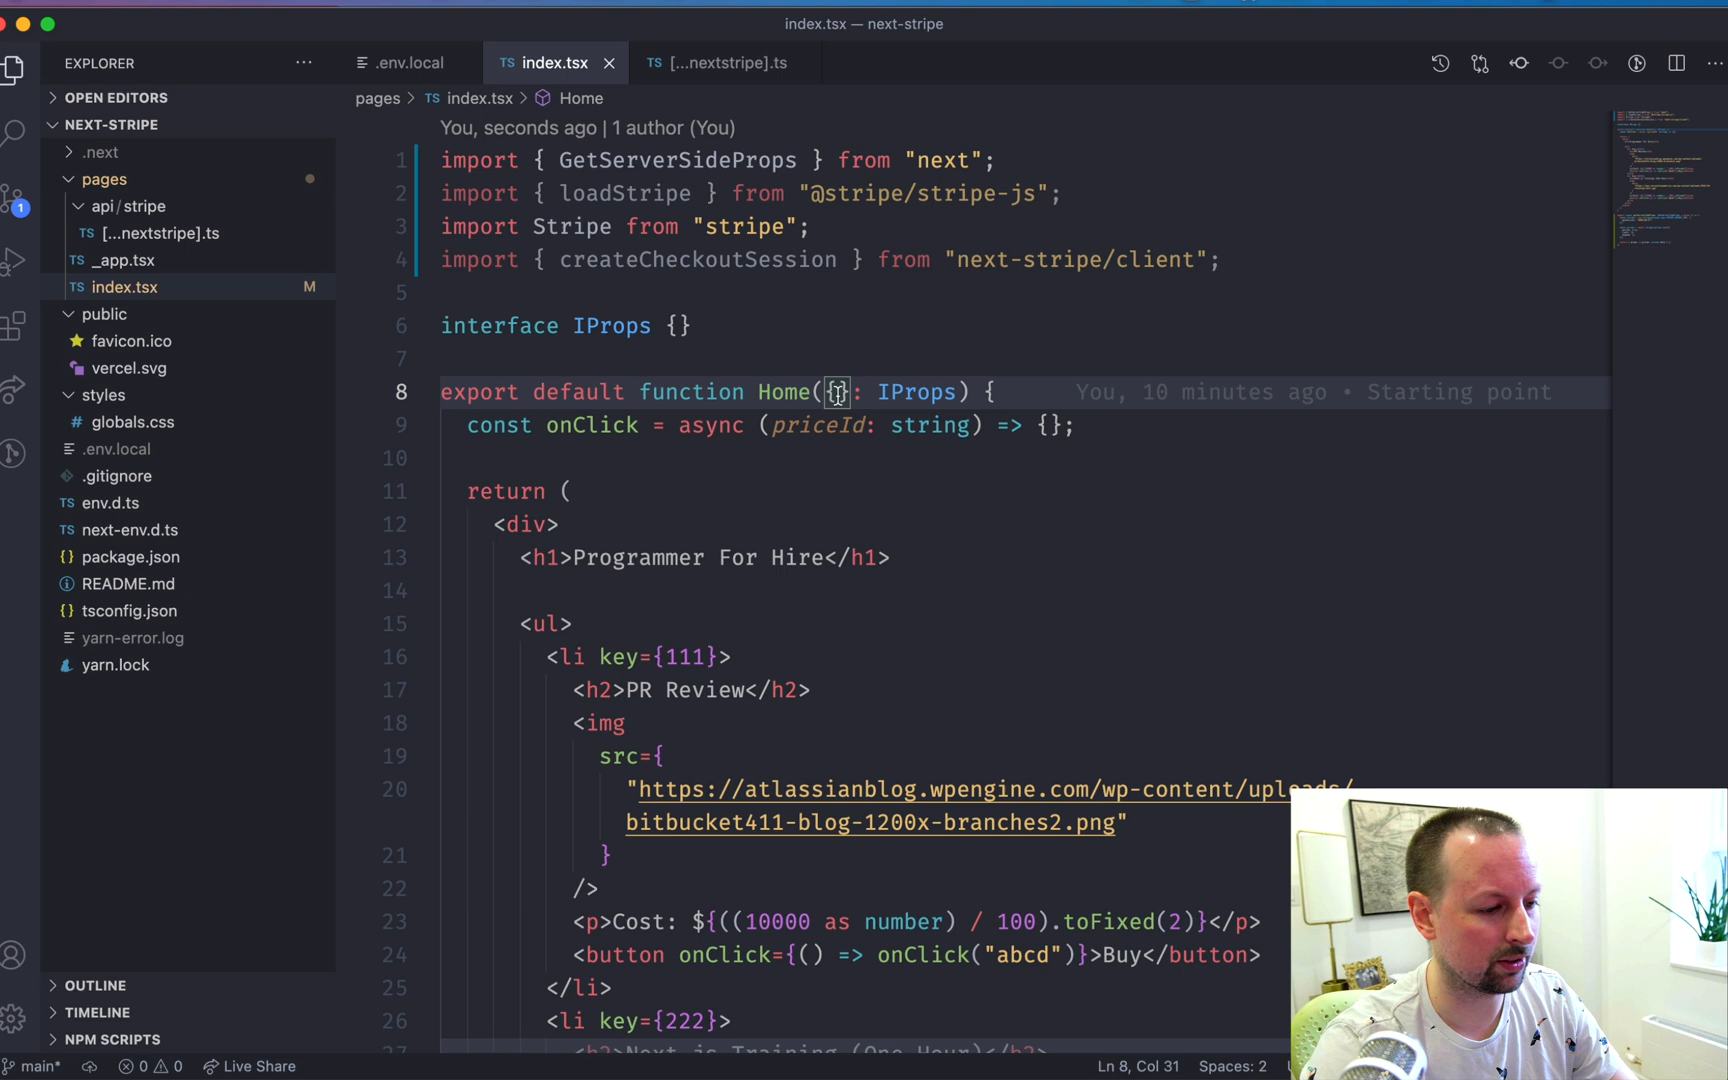 index.tsx — next-stripe
EXPLORER
.env.local
TS index.tsx
TS [...nextstripe].ts
OPEN EDITORS
pages > TS index.tsx > Home
NEXT-STRIPE
You, seconds ago | 1 author (You)
.next
1 import { GetServerSideProps } from "next";
pages
2 import { loadStripe } from "@stripe/stripe-js";
api/stripe
3 import Stripe from "stripe";
TS [...nextstripe].ts
4 import { createCheckoutSession } from "next-stripe/client";
TS _app.tsx
TS index.tsx M
5
public
6 interface IProps {}
favicon.ico
7
vercel.svg
8 export default function Home({}: IProps) { You, 10 minutes ago • Starting point
styles
9 const onClick = async (priceId: string) => {};
# globals.css
.env.local
10
.gitignore
11 return (
TS env.d.ts
12 <div>
TS next-env.d.ts
13 <h1>Programmer For Hire</h1>
{} package.json
14
README.md
{} tsconfig.json
15 <ul>
yarn-error.log
16 <li key={111}>
yarn.lock
17 <h2>PR Review</h2>
18 <img
19 src={
20 "https://atlassianblog.wpengine.com/wp-content/uploads/
bitbucket411-blog-1200x-branches2.png"
21 }
22 />
23 <p>Cost: ${((10000 as number) / 100).toFixed(2)}</p>
24 <button onClick={() => onClick("abcd")}>Buy</button>
25 </li>
OUTLINE
TIMELINE
26 <li key={222}>
NPM SCRIPTS
27 <h2>Next.js Training (One Hour)</h2>
1
main* 0 0 Live Share
Ln 8, Col 31 Spaces: 2